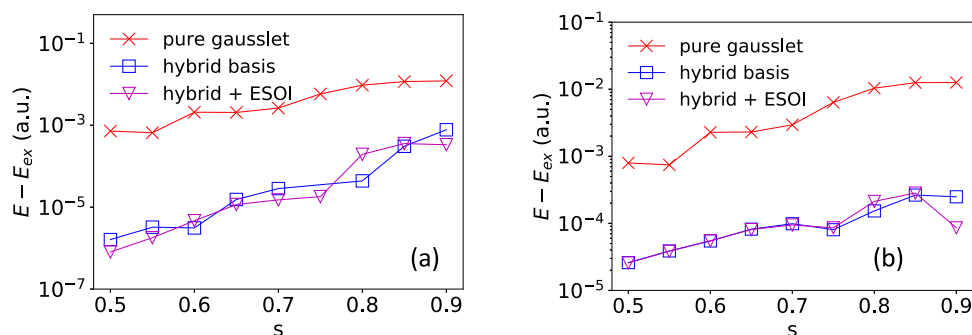 10⁻¹
10⁻³
10⁻⁵
10⁻⁷
E − E_ex (a.u.)
pure gausslet
hybrid basis
hybrid + ESOI
(a)
0.5 0.6 0.7 0.8 0.9
s
10⁻¹
10⁻²
10⁻³
10⁻⁴
10⁻⁵
E − E_ex (a.u.)
pure gausslet
hybrid basis
hybrid + ESOI
(b)
0.5 0.6 0.7 0.8 0.9
s